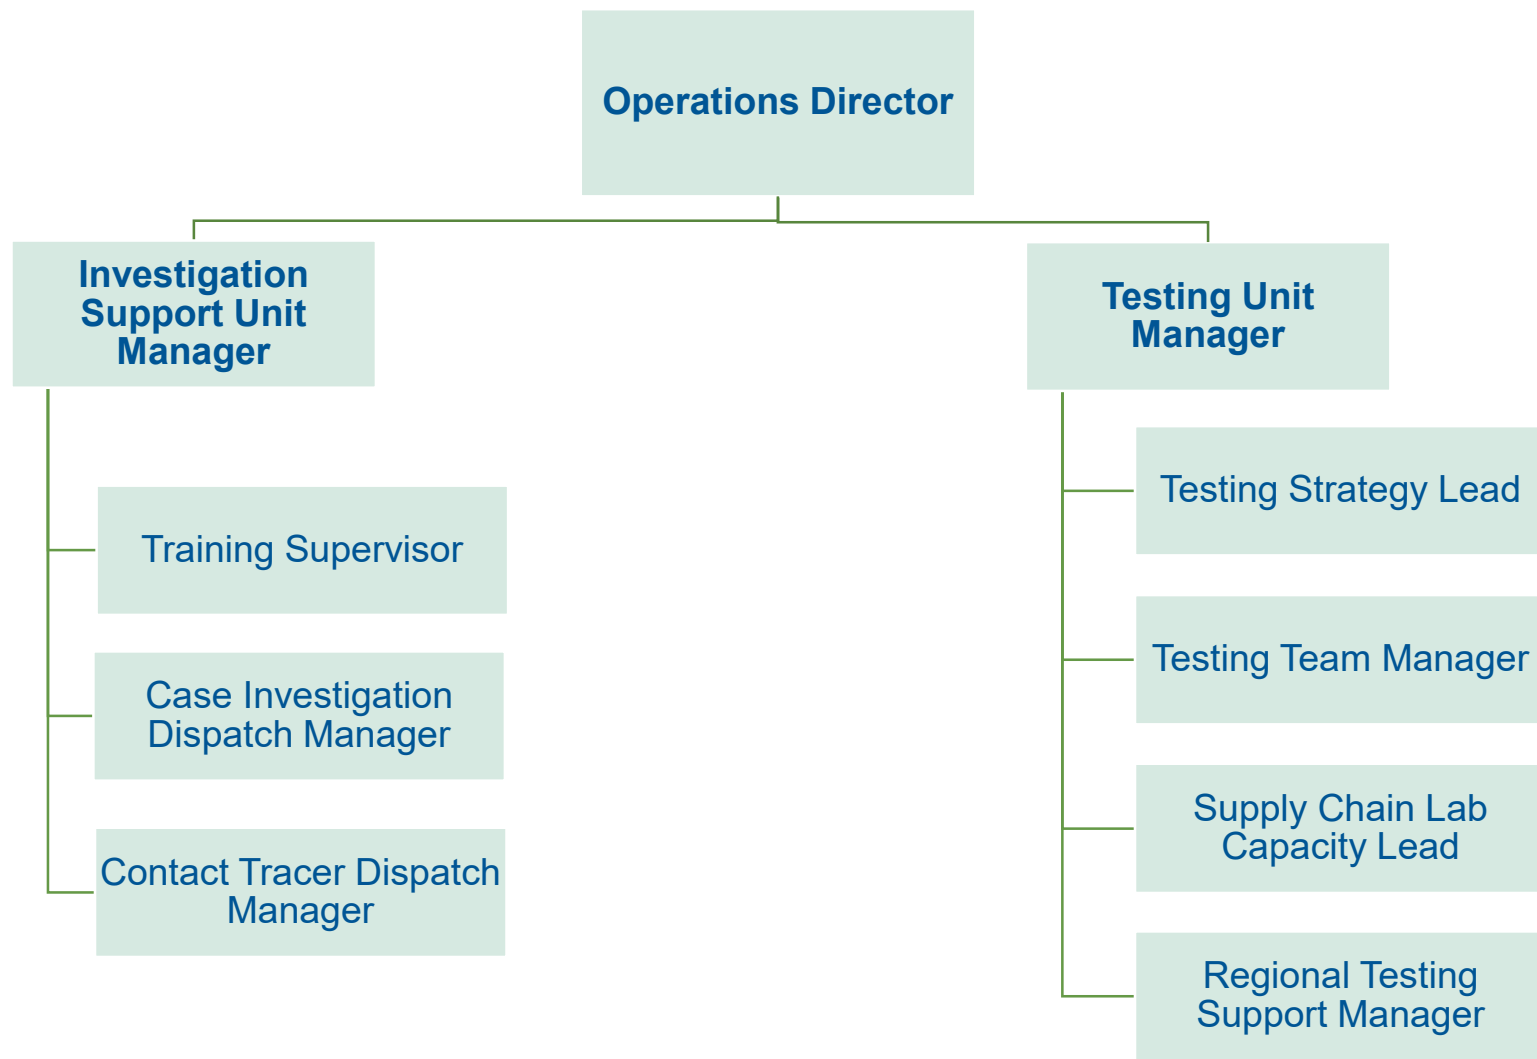 Operations Director
Investigation
Support Unit
Manager
Testing Unit
Manager
Training Supervisor
Case Investigation
Dispatch Manager
Contact Tracer Dispatch
Manager
Testing Strategy Lead
Testing Team Manager
Supply Chain Lab
Capacity Lead
Regional Testing
Support Manager